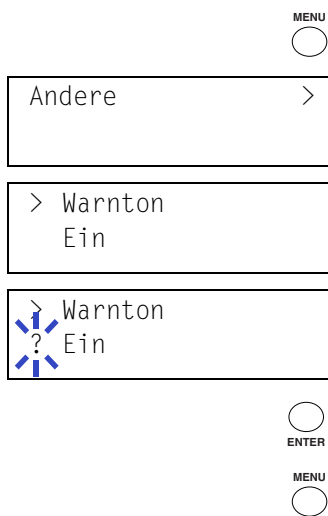 MENU
Andere >
> Warnton
Ein
> Warnton
? Ein
ENTER
MENU